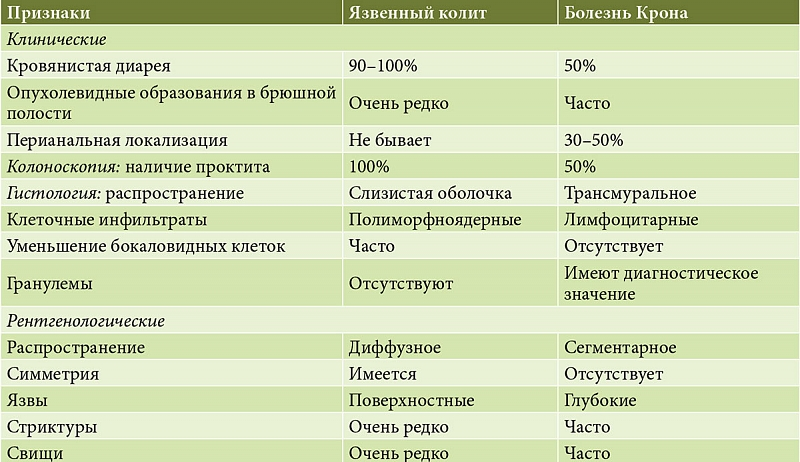 Признаки Язвенный колит Болезнь Крона
Клинические
Кровянистая диарея 90–100% 50%
Опухолевидные образования в брюшной полости Очень редко Часто
Перианальная локализация Не бывает 30–50%
Колоноскопия: наличие проктита 100% 50%
Гистология: распространение Слизистая оболочка Трансмуральное
Клеточные инфильтраты Полиморфноядерные Лимфоцитарные
Уменьшение бокаловидных клеток Часто Отсутствует
Гранулемы Отсутствуют Имеют диагностическое значение
Рентгенологические
Распространение Диффузное Сегментарное
Симметрия Имеется Отсутствует
Язвы Поверхностные Глубокие
Стриктуры Очень редко Часто
Свищи Очень редко Часто